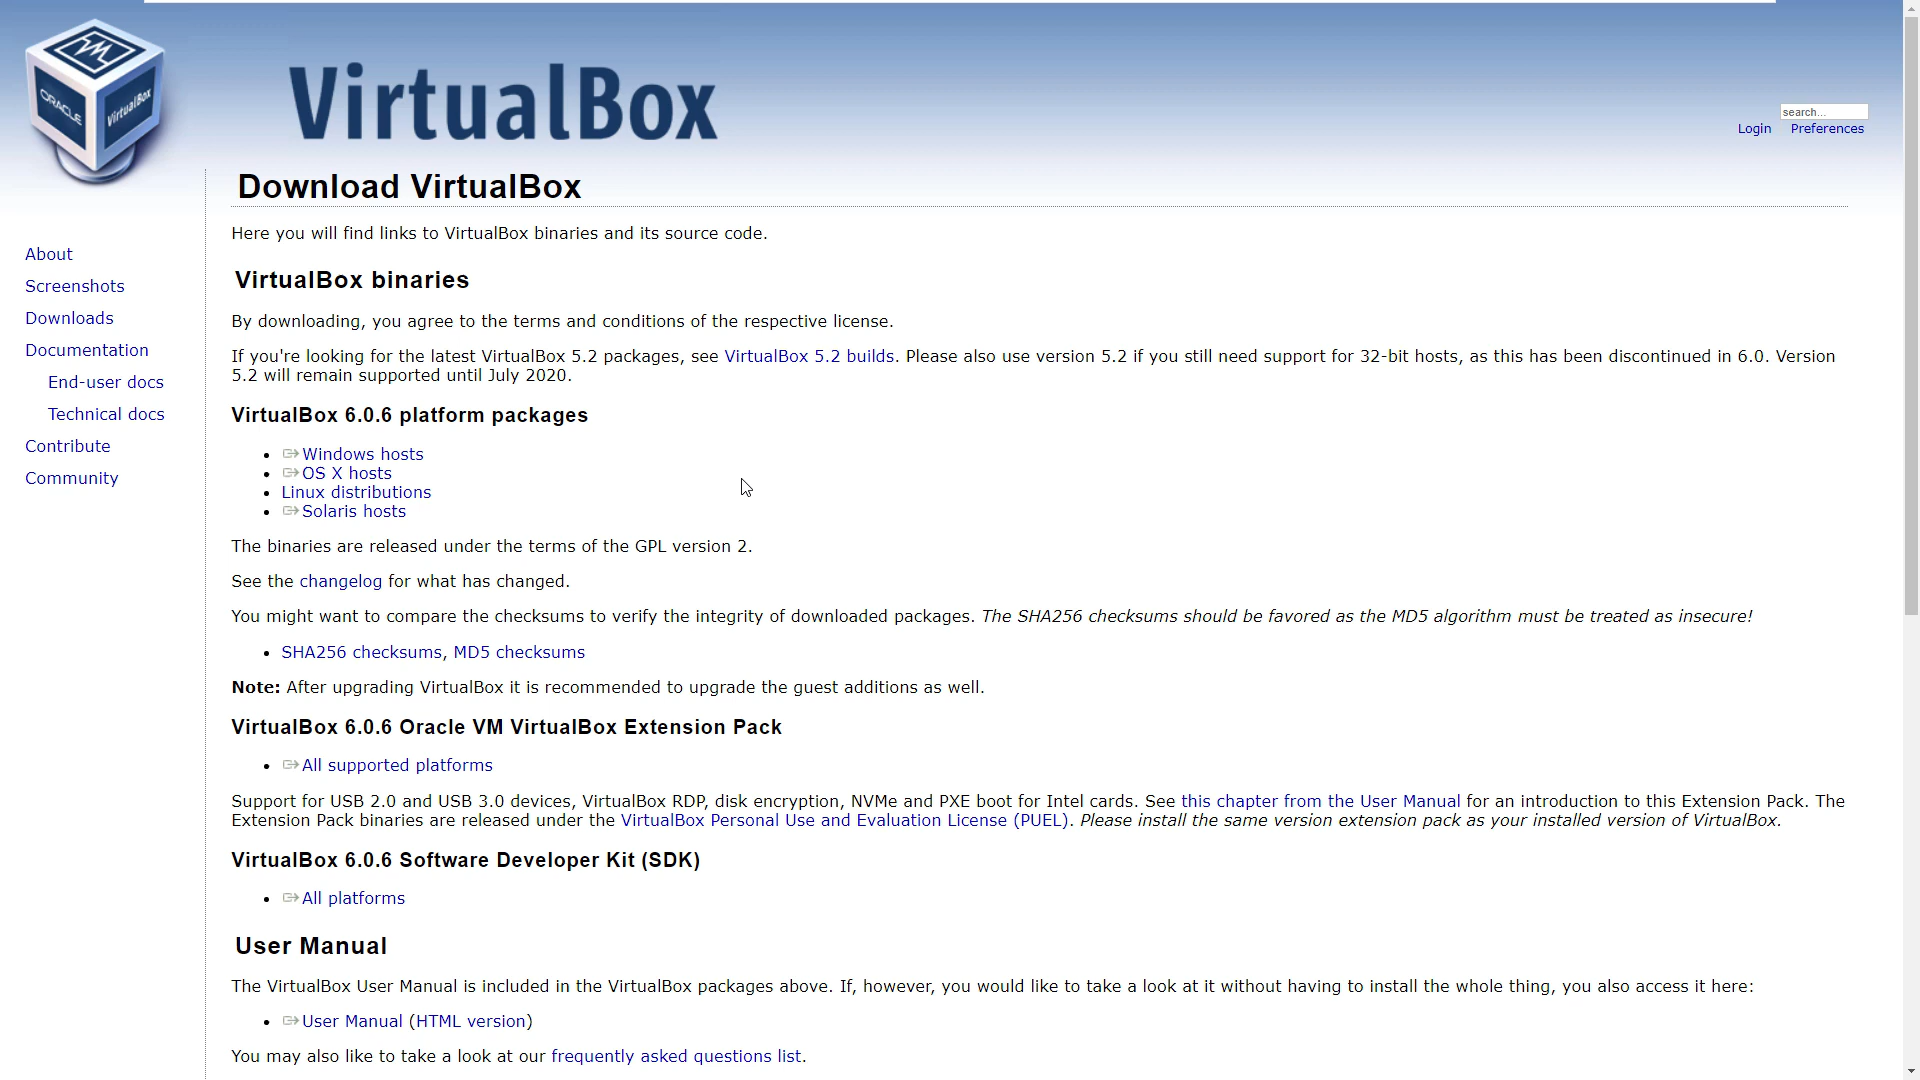 ORACLE
VirtualBox
VirtualBox
search...
Login Preferences
Download VirtualBox
Here you will find links to VirtualBox binaries and its source code.
About
Screenshots
Downloads
Documentation
End-user docs
Technical docs
Contribute
Community
VirtualBox binaries
By downloading, you agree to the terms and conditions of the respective license.
If you're looking for the latest VirtualBox 5.2 packages, see VirtualBox 5.2 builds. Please also use version 5.2 if you still need support for 32-bit hosts, as this has been discontinued in 6.0. Version
5.2 will remain supported until July 2020.
VirtualBox 6.0.6 platform packages
Windows hosts
OS X hosts
Linux distributions
Solaris hosts
The binaries are released under the terms of the GPL version 2.
See the changelog for what has changed.
You might want to compare the checksums to verify the integrity of downloaded packages. The SHA256 checksums should be favored as the MD5 algorithm must be treated as insecure!
SHA256 checksums, MD5 checksums
Note: After upgrading VirtualBox it is recommended to upgrade the guest additions as well.
VirtualBox 6.0.6 Oracle VM VirtualBox Extension Pack
All supported platforms
Support for USB 2.0 and USB 3.0 devices, VirtualBox RDP, disk encryption, NVMe and PXE boot for Intel cards. See this chapter from the User Manual for an introduction to this Extension Pack. The
Extension Pack binaries are released under the VirtualBox Personal Use and Evaluation License (PUEL). Please install the same version extension pack as your installed version of VirtualBox.
VirtualBox 6.0.6 Software Developer Kit (SDK)
All platforms
User Manual
The VirtualBox User Manual is included in the VirtualBox packages above. If, however, you would like to take a look at it without having to install the whole thing, you also access it here:
User Manual (HTML version)
You may also like to take a look at our frequently asked questions list.